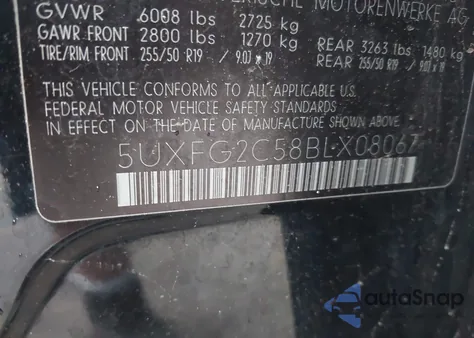 MOTORENWERKE AG
GVWR 6008 lbs 2725 kg
GAWR FRONT 2800 lbs 1270 kg REAR 3263 lbs 1480 kg
TIRE/RIM FRONT 255/50 R19 // 9.0J x 19 REAR 255/50 R19 // 9.0J x 19
THIS VEHICLE CONFORMS TO ALL APPLICABLE U.S.
FEDERAL MOTOR VEHICLE SAFETY STANDARDS
IN EFFECT ON THE DATE OF MANUFACTURE
5UXFG2C58BLX08067
autoSnap